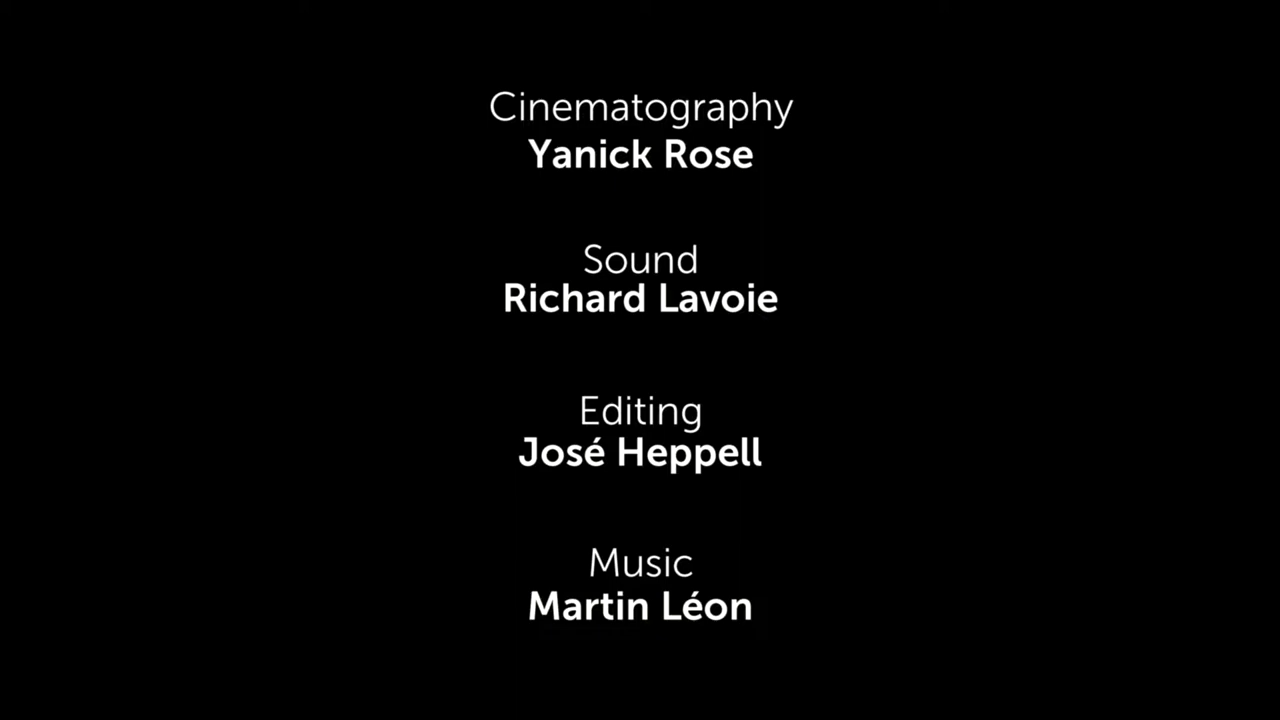 Cinematography
Yanick Rose
Sound
Richard Lavoie
Editing
José Heppell
Music
Martin Léon